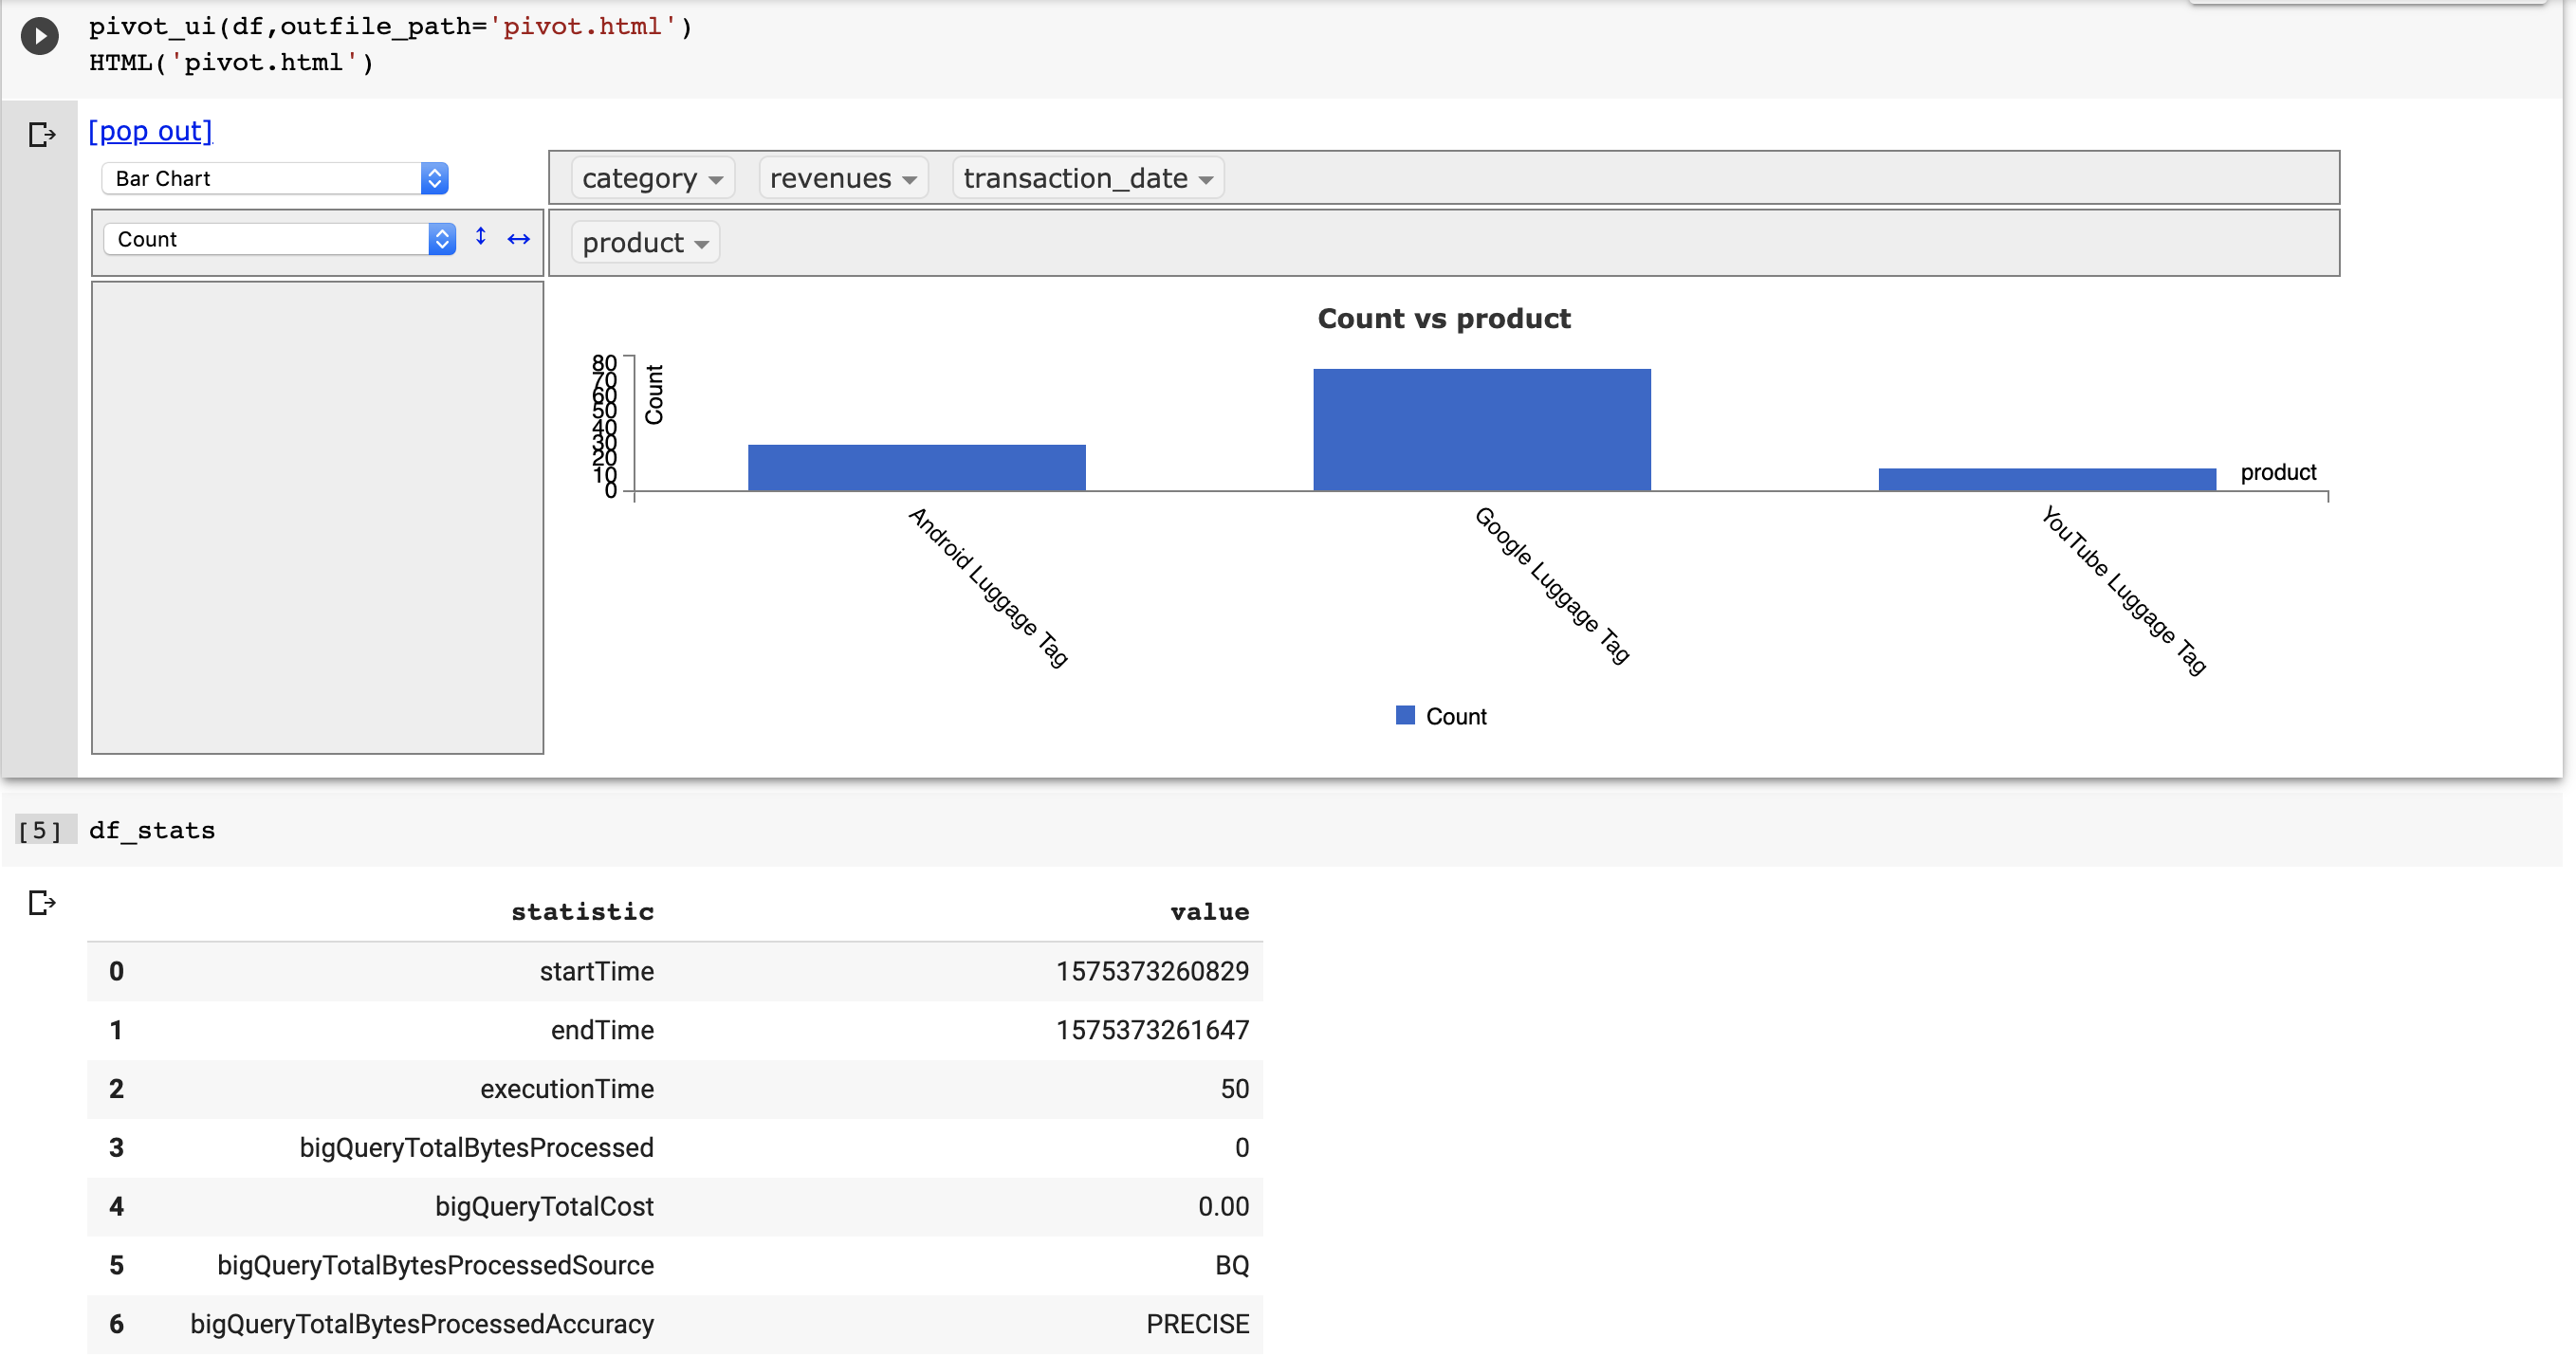 pivot_ui(df,outfile_path='pivot.html')
HTML('pivot.html')
[pop out]
Bar Chart
category revenues transaction_date
Count
product
Count vs product
80
70
60
50
40
30
20
10
0
Count
product
Android Luggage Tag
Google Luggage Tag
YouTube Luggage Tag
Count
[5] df_stats
statistic value
0 startTime 1575373260829
1 endTime 1575373261647
2 executionTime 50
3 bigQueryTotalBytesProcessed 0
4 bigQueryTotalCost 0.00
5 bigQueryTotalBytesProcessedSource BQ
6 bigQueryTotalBytesProcessedAccuracy PRECISE